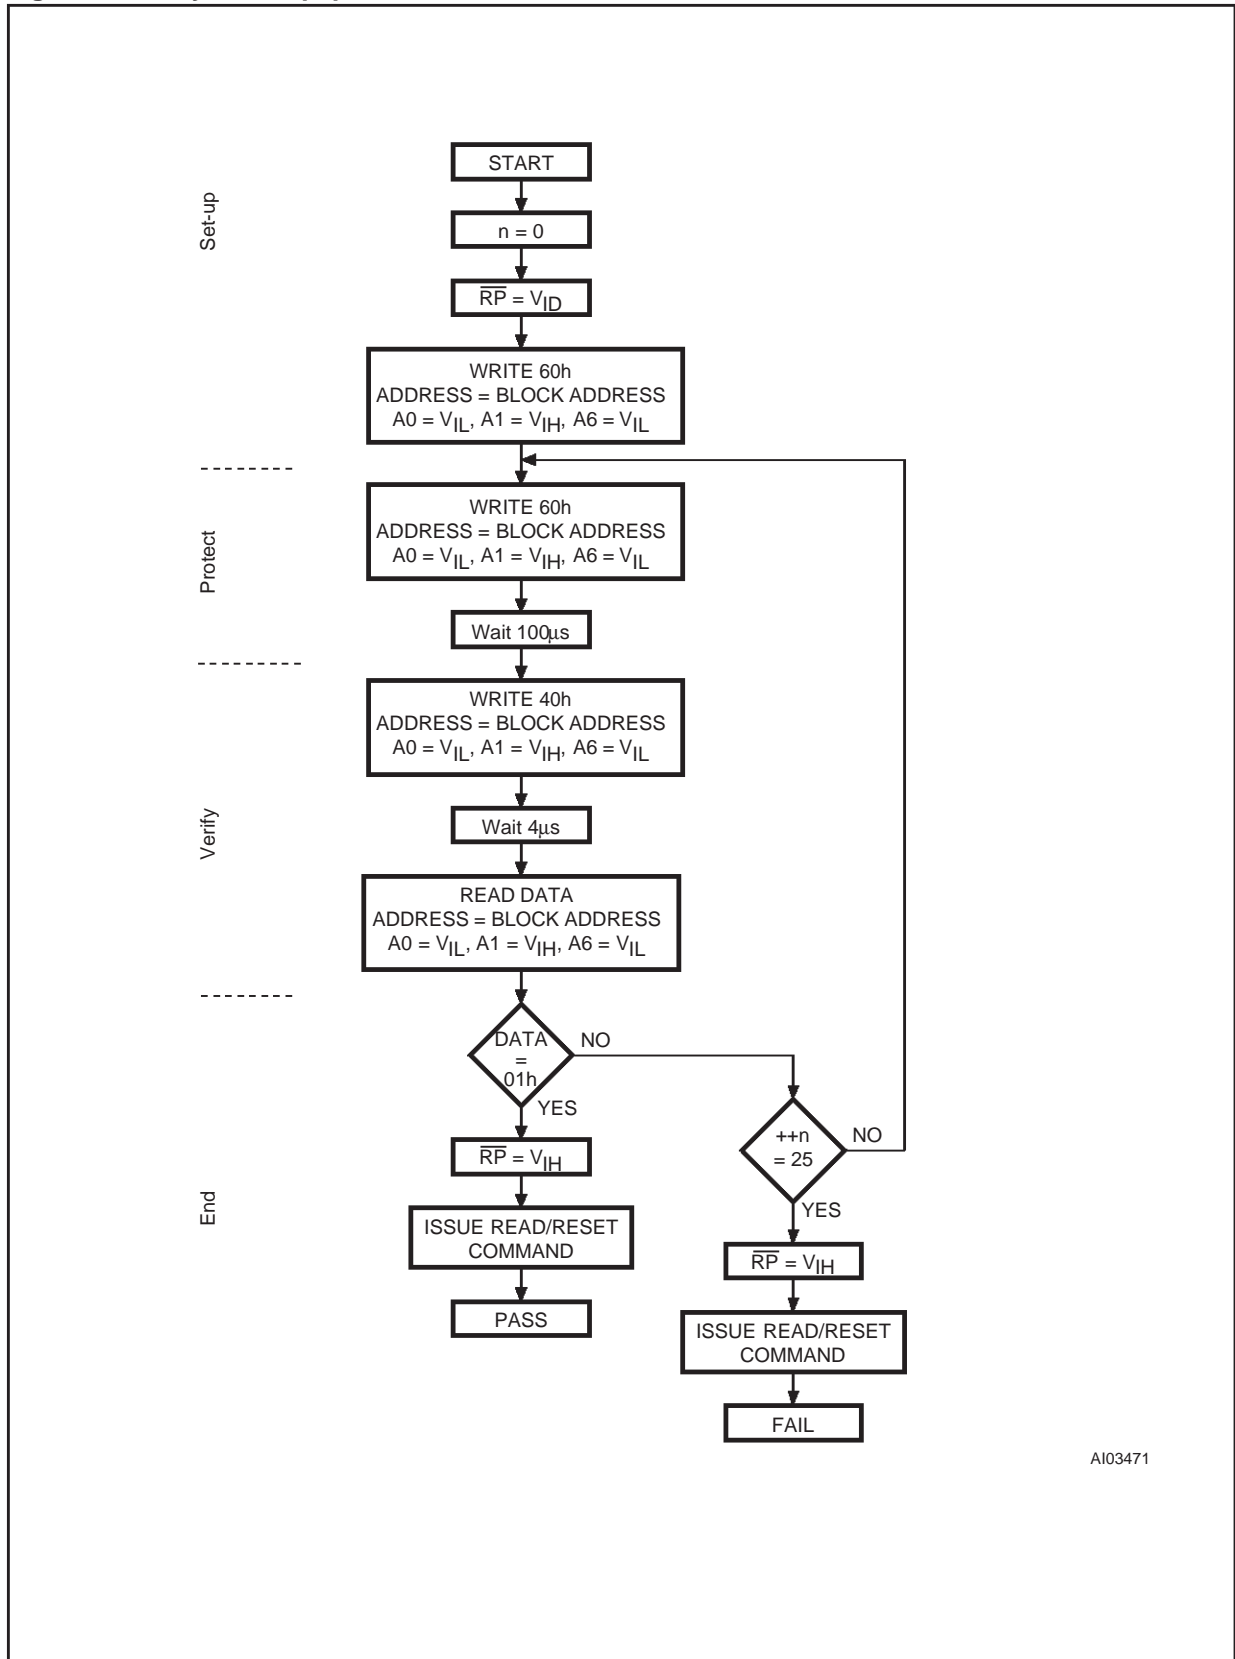 START
Set-up
n = 0
RP = VID
WRITE 60h
ADDRESS = BLOCK ADDRESS
A0 = VIL, A1 = VIH, A6 = VIL
Protect
WRITE 60h
ADDRESS = BLOCK ADDRESS
A0 = VIL, A1 = VIH, A6 = VIL
Wait 100µs
Verify
WRITE 40h
ADDRESS = BLOCK ADDRESS
A0 = VIL, A1 = VIH, A6 = VIL
Wait 4µs
READ DATA
ADDRESS = BLOCK ADDRESS
A0 = VIL, A1 = VIH, A6 = VIL
End
DATA
=
01h
NO
YES
++n
= 25
NO
YES
RP = VIH
ISSUE READ/RESET
COMMAND
PASS
RP = VIH
ISSUE READ/RESET
COMMAND
FAIL
AI03471